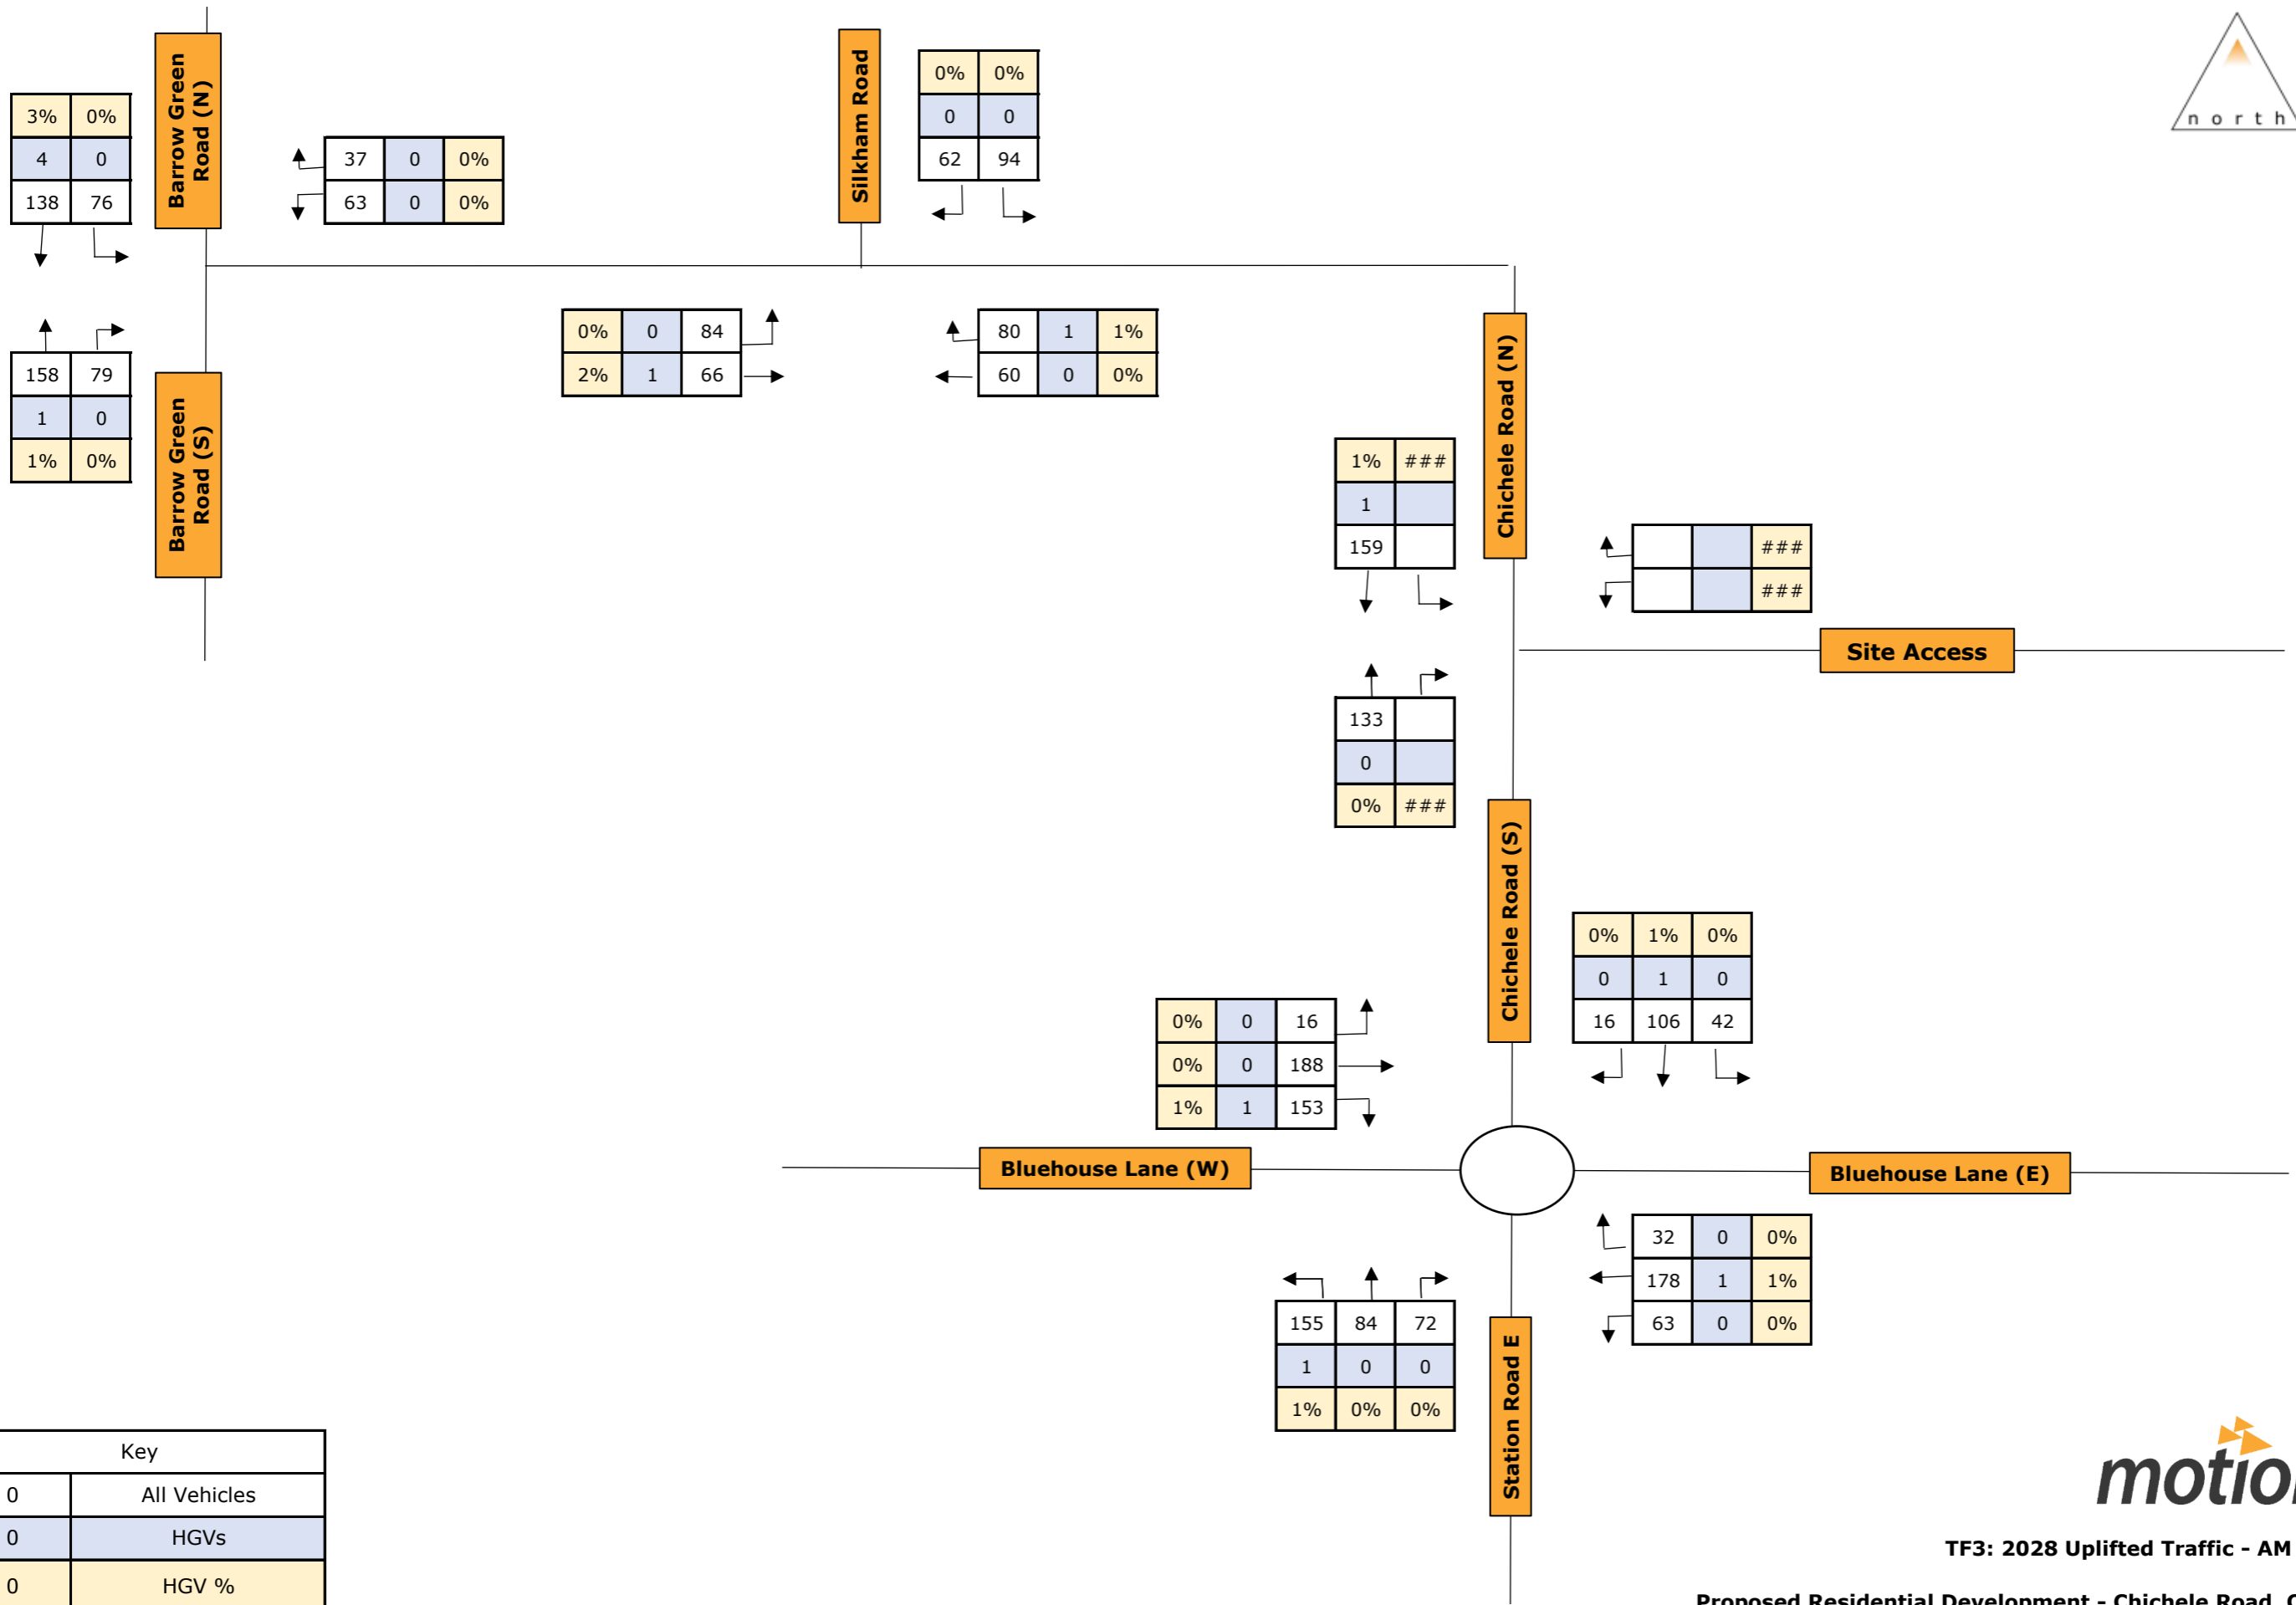 Barrow Green
Road (N)
3% 0%
4 0
138 76
37 0 0%
63 0 0%
Silkham Road
0% 0%
0 0
62 94
north
158 79
1 0
1% 0%
Barrow Green
Road (S)
0% 0 84
2% 1 66
80 1 1%
60 0 0%
Chichele Road (N)
1% ###
1
159
###
###
Site Access
133
0
0% ###
Chichele Road (S)
0% 1% 0%
0 1 0
16 106 42
0% 0 16
0% 0 188
1% 1 153
Bluehouse Lane (W)
Bluehouse Lane (E)
32 0 0%
178 1 1%
63 0 0%
155 84 72
1 0 0
1% 0% 0%
Station Road E
Key
0 All Vehicles
0 HGVs
0 HGV %
motion
TF3: 2028 Uplifted Traffic - AM
Proposed Residential Development - Chichele Road,